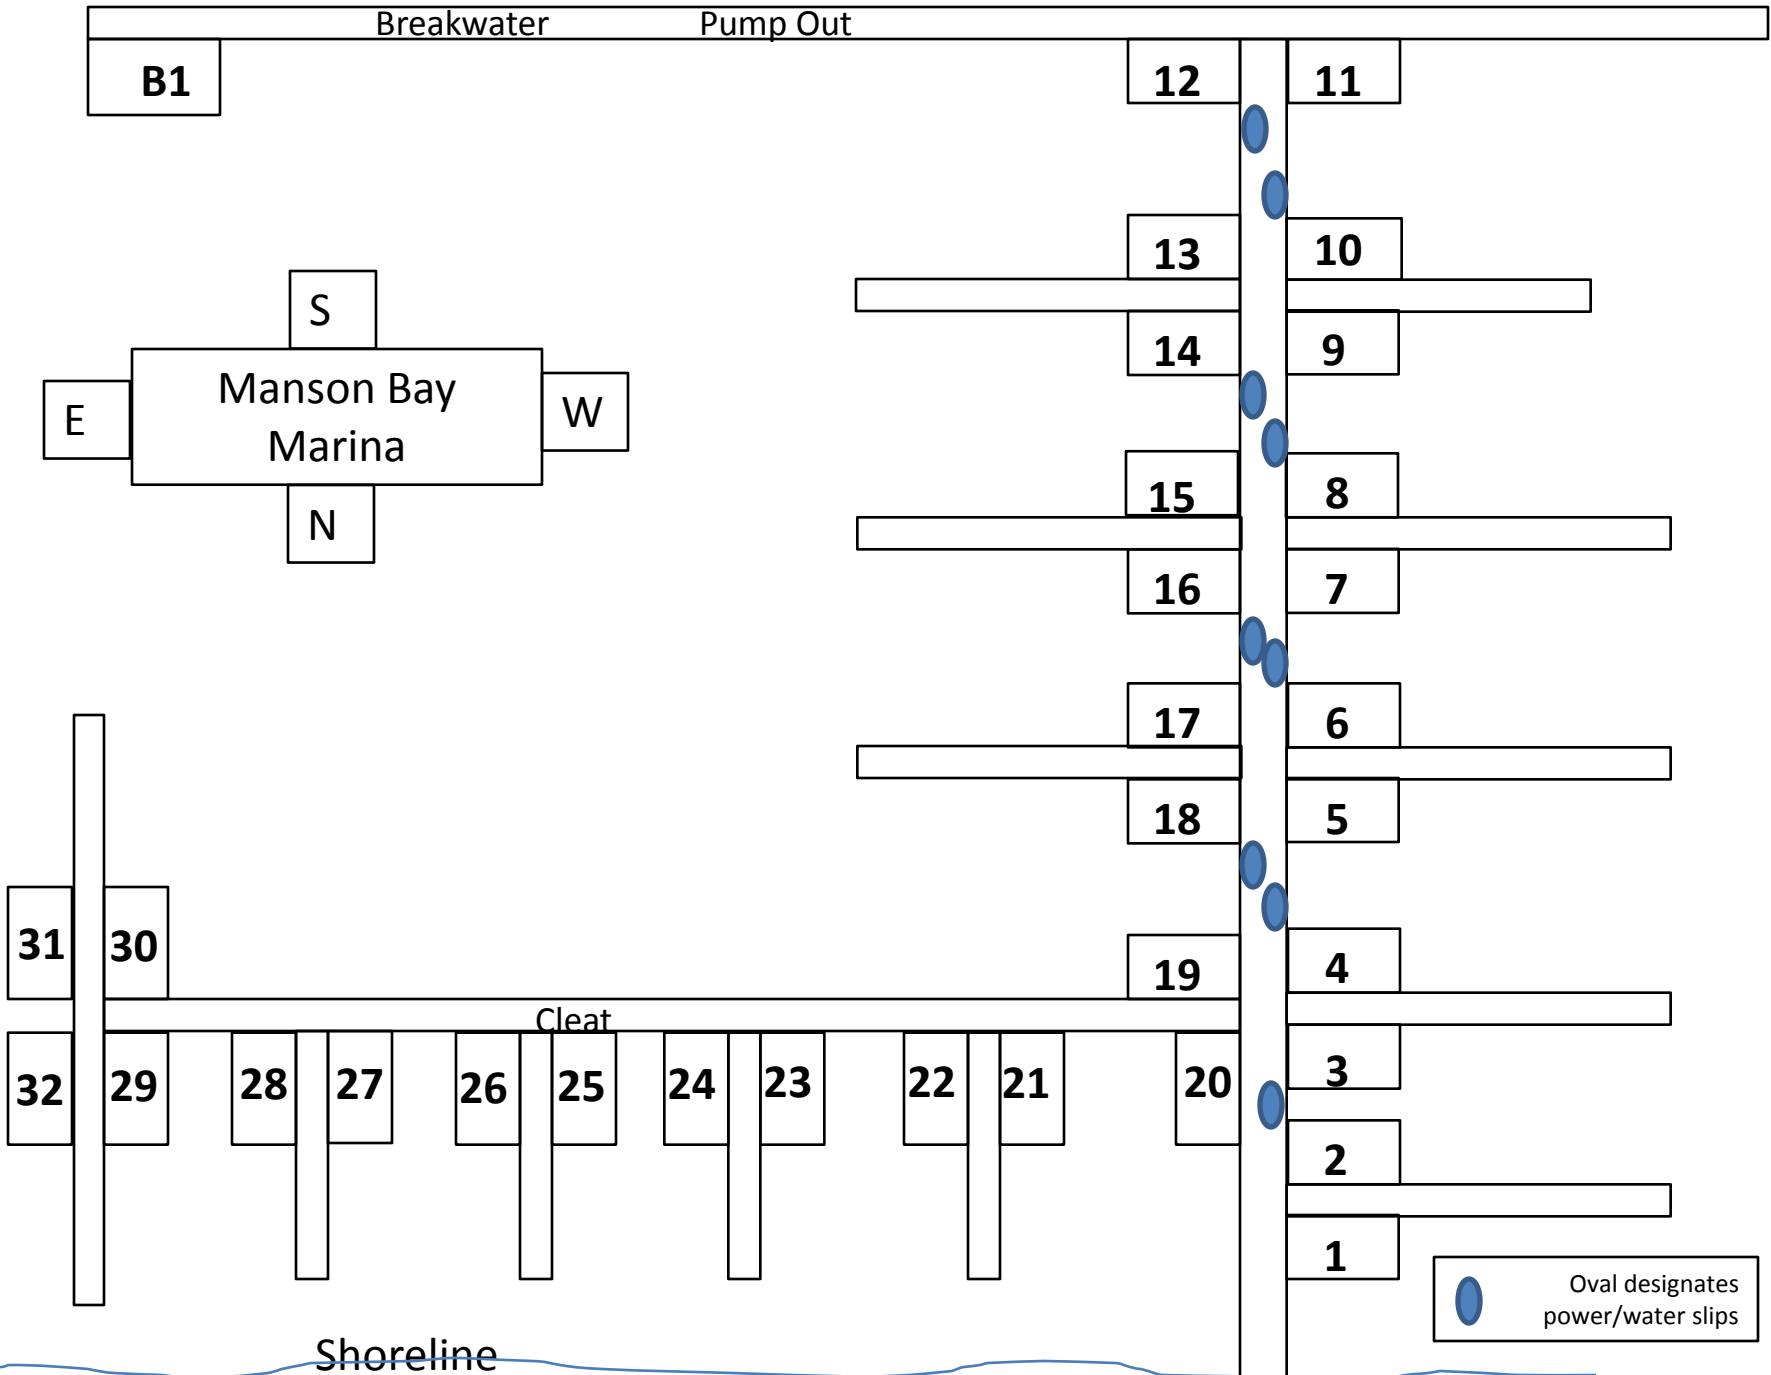 Breakwater Pump Out
B1
12 11
13 10
S
14 9
Manson Bay
Marina
E W
15 8
N
16 7
17 6
18 5
31 30
19 4
Cleat
32 29 28 27 26 25 24 23 22 21 20 3
2
1
Oval designates
power/water slips
Shoreline